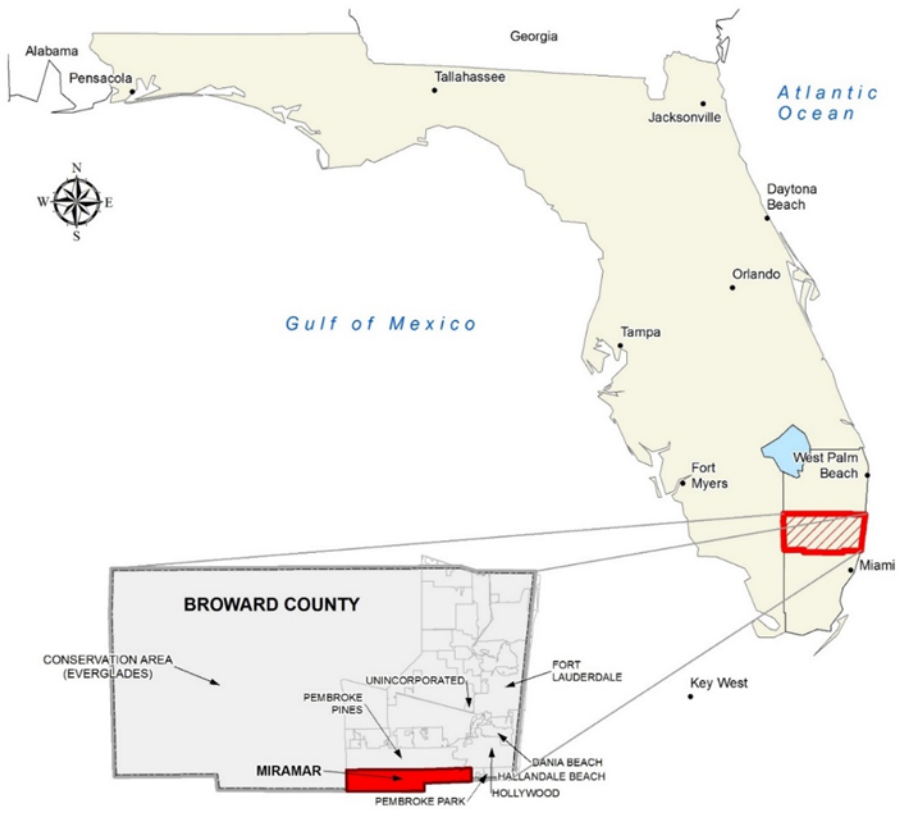 Georgia
Alabama
Pensacola
Tallahassee
Atlantic
Ocean
Jacksonville
N
W
E
S
Daytona
Beach
Orlando
Gulf of Mexico
Tampa
West Palm
Beach
Fort
Myers
Miami
BROWARD COUNTY
CONSERVATION AREA
(EVERGLADES)
FORT
LAUDERDALE
UNINCORPORATED
Key West
PEMBROKE
PINES
DANIA BEACH
MIRAMAR
HALLANDALE BEACH
HOLLYWOOD
PEMBROKE PARK